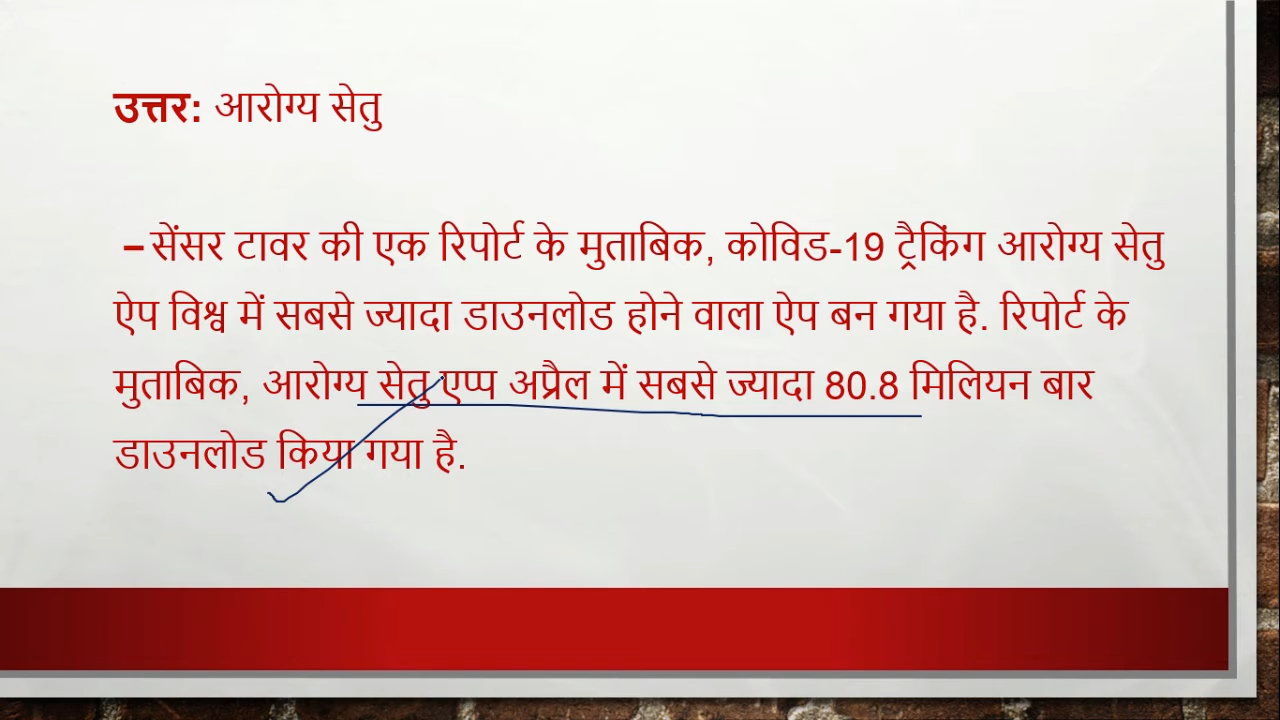 उत्तर: आरोग्य सेतु
– सेंसर टावर की एक रिपोर्ट के मुताबिक, कोविड-19 ट्रैकिंग आरोग्य सेतु
ऐप विश्व में सबसे ज्यादा डाउनलोड होने वाला ऐप बन गया है. रिपोर्ट के
मुताबिक, आरोग्य सेतु एप्प अप्रैल में सबसे ज्यादा 80.8 मिलियन बार
डाउनलोड किया गया है.